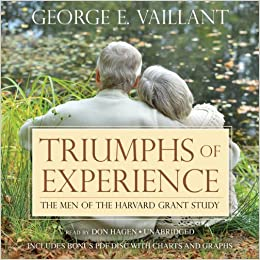 GEORGE E. VAILLANT
TRIUMPHS OF
EXPERIENCE
THE MEN OF THE HARVARD GRANT STUDY
READ BY DON HAGEN • UNABRIDGED
INCLUDES BONUS PDF DISC WITH CHARTS AND GRAPHS